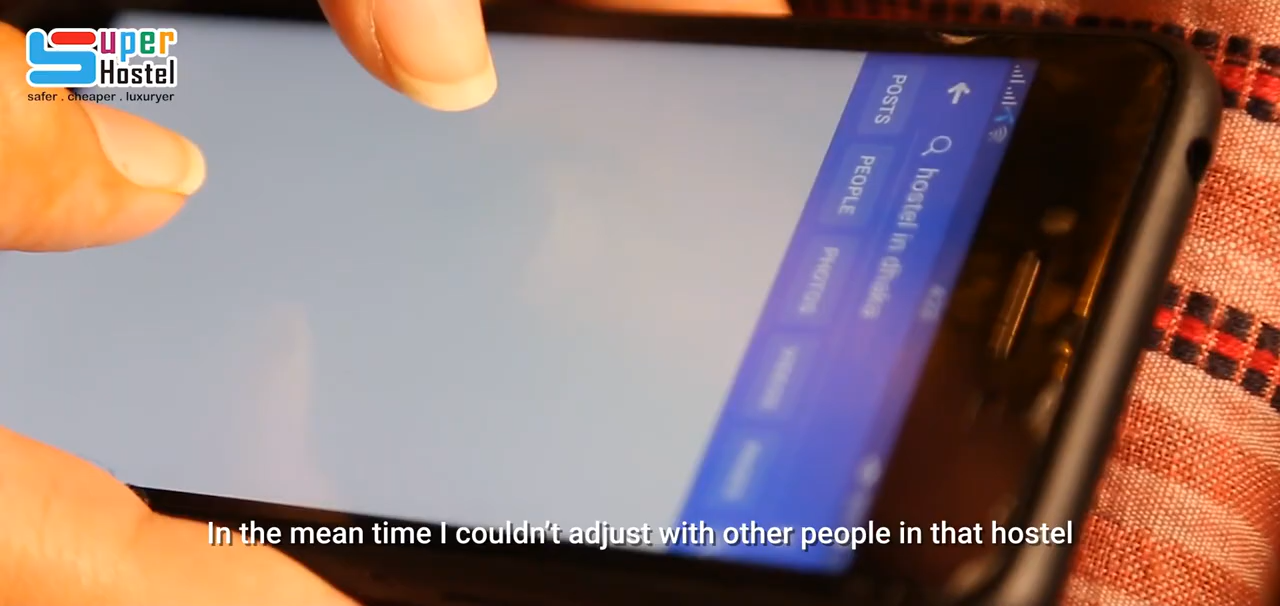 Super
Hostel
safer . cheaper . luxuryer
hostel in dhaka
POSTS
PEOPLE
PHOTOS
In the mean time I couldn't adjust with other people in that hostel